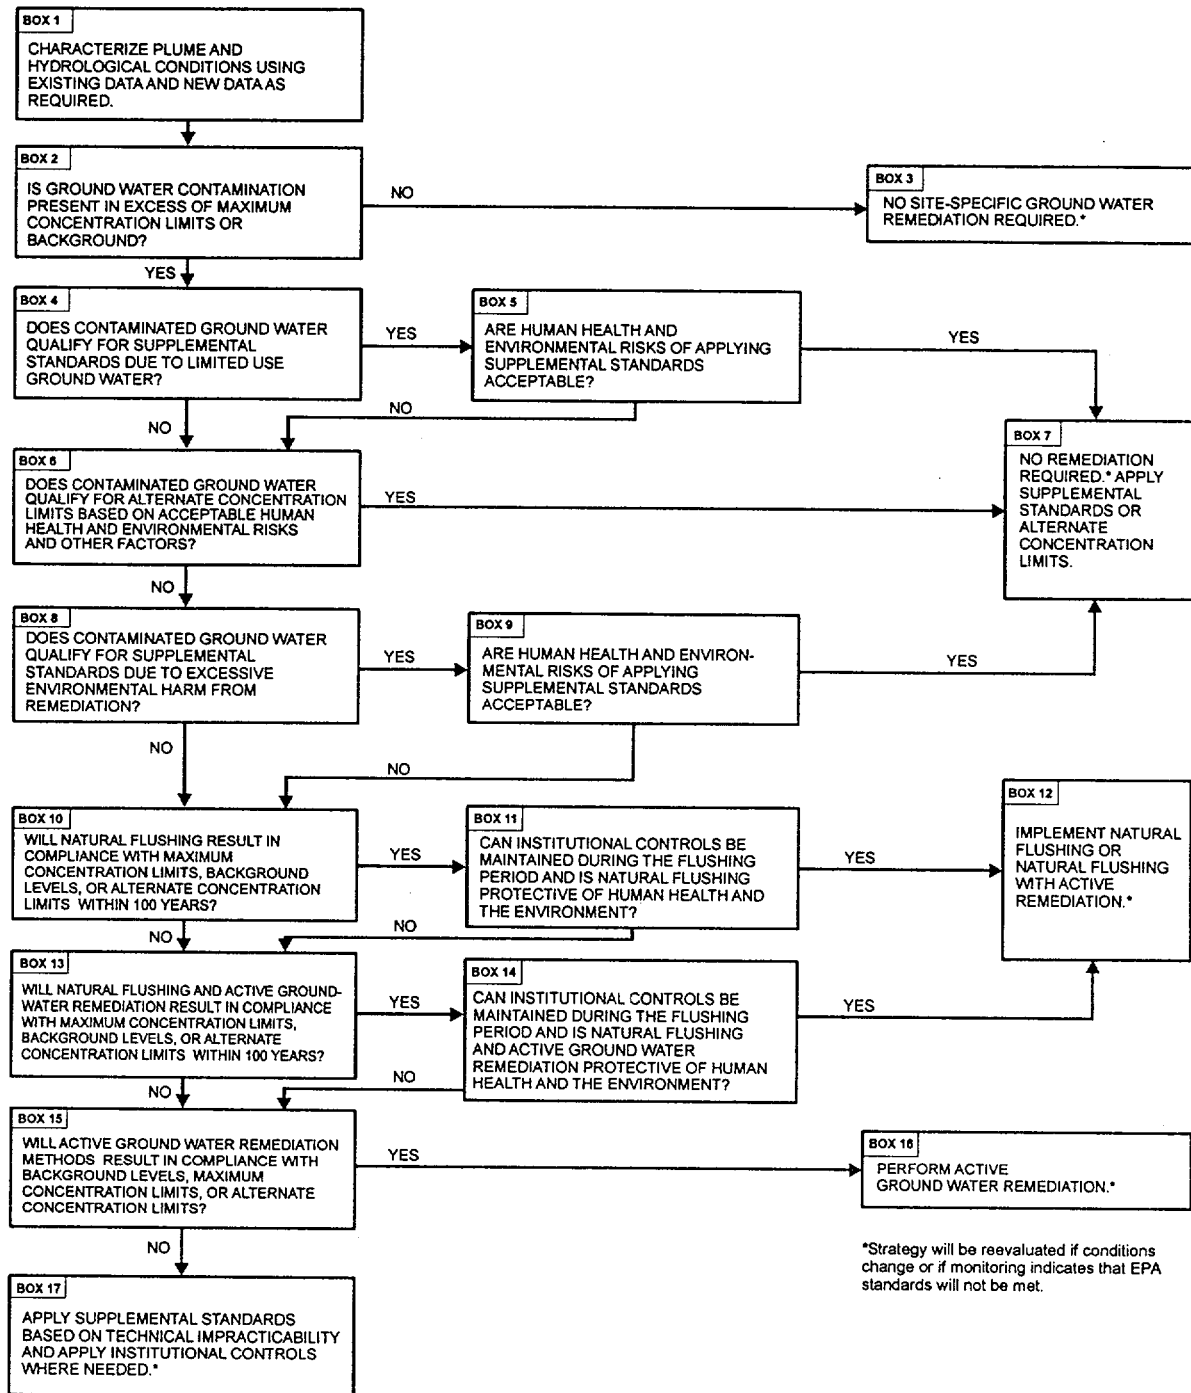 BOX 1
CHARACTERIZE PLUME AND
HYDROLOGICAL CONDITIONS USING
EXISTING DATA AND NEW DATA AS
REQUIRED.
BOX 2
IS GROUND WATER CONTAMINATION
PRESENT IN EXCESS OF MAXIMUM
CONCENTRATION LIMITS OR
BACKGROUND?
NO
BOX 3
NO SITE-SPECIFIC GROUND WATER
REMEDIATION REQUIRED.*
YES
BOX 4
DOES CONTAMINATED GROUND WATER
QUALIFY FOR SUPPLEMENTAL
STANDARDS DUE TO LIMITED USE
GROUND WATER?
YES
BOX 5
ARE HUMAN HEALTH AND
ENVIRONMENTAL RISKS OF APPLYING
SUPPLEMENTAL STANDARDS
ACCEPTABLE?
YES
NO
NO
BOX 6
DOES CONTAMINATED GROUND WATER
QUALIFY FOR ALTERNATE CONCENTRATION
LIMITS BASED ON ACCEPTABLE HUMAN
HEALTH AND ENVIRONMENTAL RISKS
AND OTHER FACTORS?
YES
BOX 7
NO REMEDIATION
REQUIRED.* APPLY
SUPPLEMENTAL
STANDARDS OR
ALTERNATE
CONCENTRATION
LIMITS.
NO
BOX 8
DOES CONTAMINATED GROUND WATER
QUALIFY FOR SUPPLEMENTAL
STANDARDS DUE TO EXCESSIVE
ENVIRONMENTAL HARM FROM
REMEDIATION?
YES
BOX 9
ARE HUMAN HEALTH AND ENVIRON-
MENTAL RISKS OF APPLYING
SUPPLEMENTAL STANDARDS
ACCEPTABLE?
YES
NO
NO
BOX 10
WILL NATURAL FLUSHING RESULT IN
COMPLIANCE WITH MAXIMUM
CONCENTRATION LIMITS, BACKGROUND
LEVELS, OR ALTERNATE CONCENTRATION
LIMITS WITHIN 100 YEARS?
YES
BOX 11
CAN INSTITUTIONAL CONTROLS BE
MAINTAINED DURING THE FLUSHING
PERIOD AND IS NATURAL FLUSHING
PROTECTIVE OF HUMAN HEALTH AND
THE ENVIRONMENT?
YES
BOX 12
IMPLEMENT NATURAL
FLUSHING OR
NATURAL FLUSHING
WITH ACTIVE
REMEDIATION.*
NO
NO
BOX 13
WILL NATURAL FLUSHING AND ACTIVE GROUND-
WATER REMEDIATION RESULT IN COMPLIANCE
WITH MAXIMUM CONCENTRATION LIMITS,
BACKGROUND LEVELS, OR ALTERNATE
CONCENTRATION LIMITS WITHIN 100 YEARS?
YES
BOX 14
CAN INSTITUTIONAL CONTROLS BE
MAINTAINED DURING THE FLUSHING
PERIOD AND IS NATURAL FLUSHING
AND ACTIVE GROUND WATER
REMEDIATION PROTECTIVE OF HUMAN
HEALTH AND THE ENVIRONMENT?
YES
NO
NO
BOX 15
WILL ACTIVE GROUND WATER REMEDIATION
METHODS RESULT IN COMPLIANCE WITH
BACKGROUND LEVELS, MAXIMUM
CONCENTRATION LIMITS, OR ALTERNATE
CONCENTRATION LIMITS?
YES
BOX 16
PERFORM ACTIVE
GROUND WATER REMEDIATION.*
NO
*Strategy will be reevaluated if conditions
change or if monitoring indicates that EPA
standards will not be met.
BOX 17
APPLY SUPPLEMENTAL STANDARDS
BASED ON TECHNICAL IMPRACTICABILITY
AND APPLY INSTITUTIONAL CONTROLS
WHERE NEEDED.*